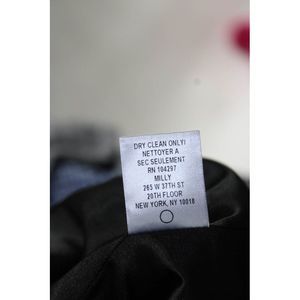 DRY CLEAN ONLY!
NETTOYER A
SEC SEULEMENT
RN 104297
MILLY
265 W 37TH ST
20TH FLOOR
NEW YORK, NY 10018